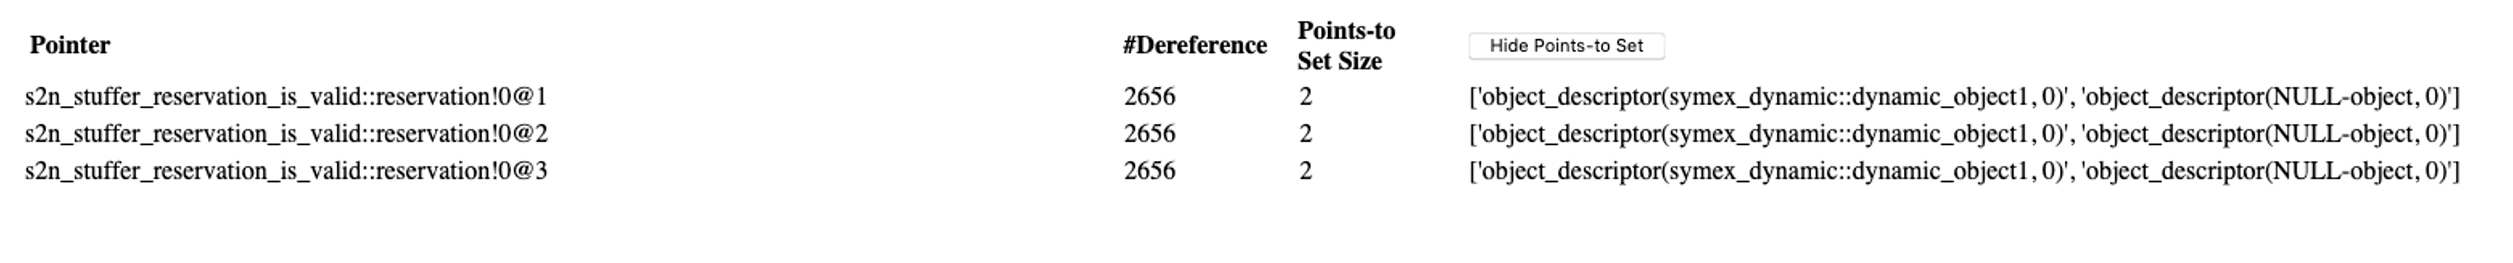 Pointer #Dereference Points-to Set Size Hide Points-to Set
s2n_stuffer_reservation_is_valid::reservation!0@1 2656 2 ['object_descriptor(symex_dynamic::dynamic_object1, 0)', 'object_descriptor(NULL-object, 0)']
s2n_stuffer_reservation_is_valid::reservation!0@2 2656 2 ['object_descriptor(symex_dynamic::dynamic_object1, 0)', 'object_descriptor(NULL-object, 0)']
s2n_stuffer_reservation_is_valid::reservation!0@3 2656 2 ['object_descriptor(symex_dynamic::dynamic_object1, 0)', 'object_descriptor(NULL-object, 0)']